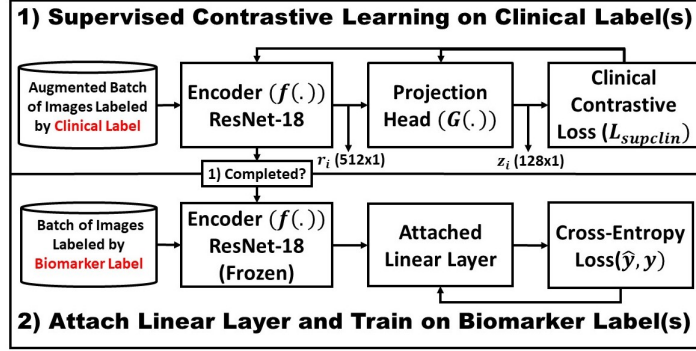 1) Supervised Contrastive Learning on Clinical Label(s)
Augmented Batch
of Images Labeled
by Clinical Label
Encoder (f(.))
ResNet-18
Projection
Head (G(.))
Clinical
Contrastive
Loss (L_supclin)
r_i (512x1)
z_i (128x1)
1) Completed?
Batch of Images
Labeled by
Biomarker Label
Encoder (f(.))
ResNet-18
(Frozen)
Attached
Linear Layer
Cross-Entropy
Loss(ŷ, y)
2) Attach Linear Layer and Train on Biomarker Label(s)